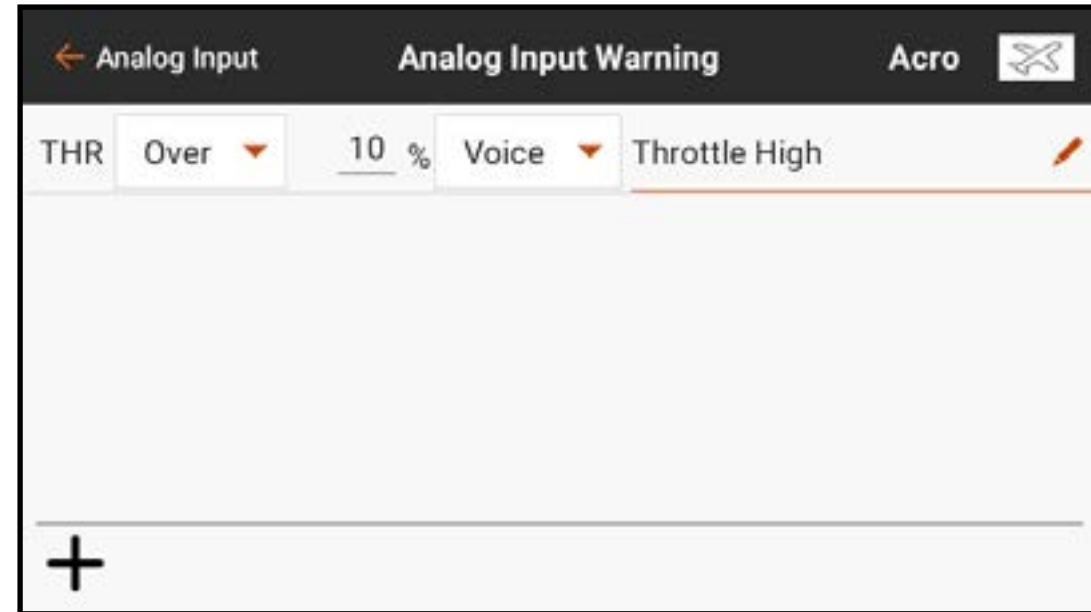 ← Analog Input Analog Input Warning Acro
THR Over 10 % Voice Throttle High
+